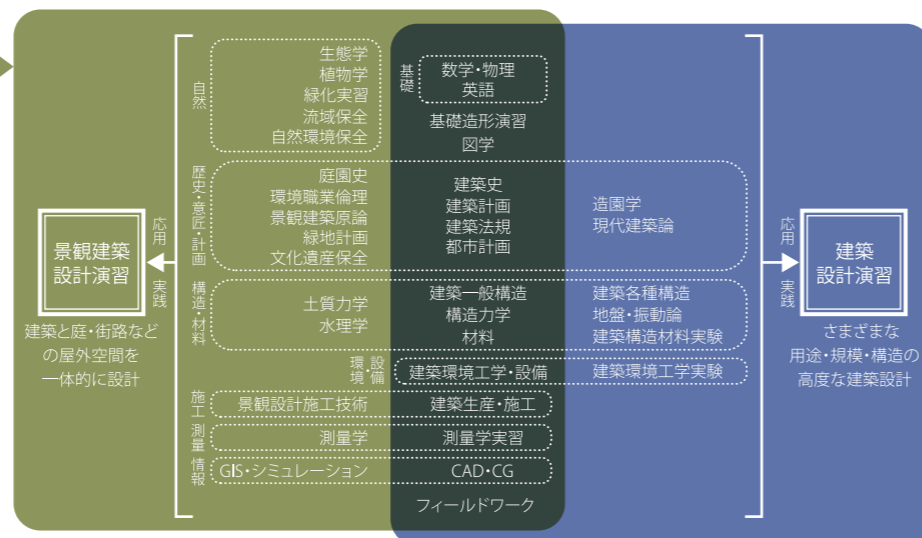 自然
生態学
植物学
緑化実習
流域保全
自然環境保全
基礎
数学・物理
英語
基礎造形演習
図学
歴史・意匠・計画
庭園史
環境職業倫理
景観建築原論
緑地計画
文化遺産保全
建築史
建築計画
建築法規
都市計画
造園学
現代建築論
構造・材料
土質力学
水理学
建築一般構造
構造力学
材料
建築各種構造
地盤・振動論
建築構造材料実験
環境・設備
建築環境工学・設備
建築環境工学実験
施工
景観設計施工技術
建築生産・施工
測量
測量学
測量学実習
情報
GIS・シミュレーション
CAD・CG
フィールドワーク
応用
実践
景観建築
設計演習
建築と庭・街路など
の屋外空間を
一体的に設計
応用
実践
建築
設計演習
さまざまな
用途・規模・構造の
高度な建築設計